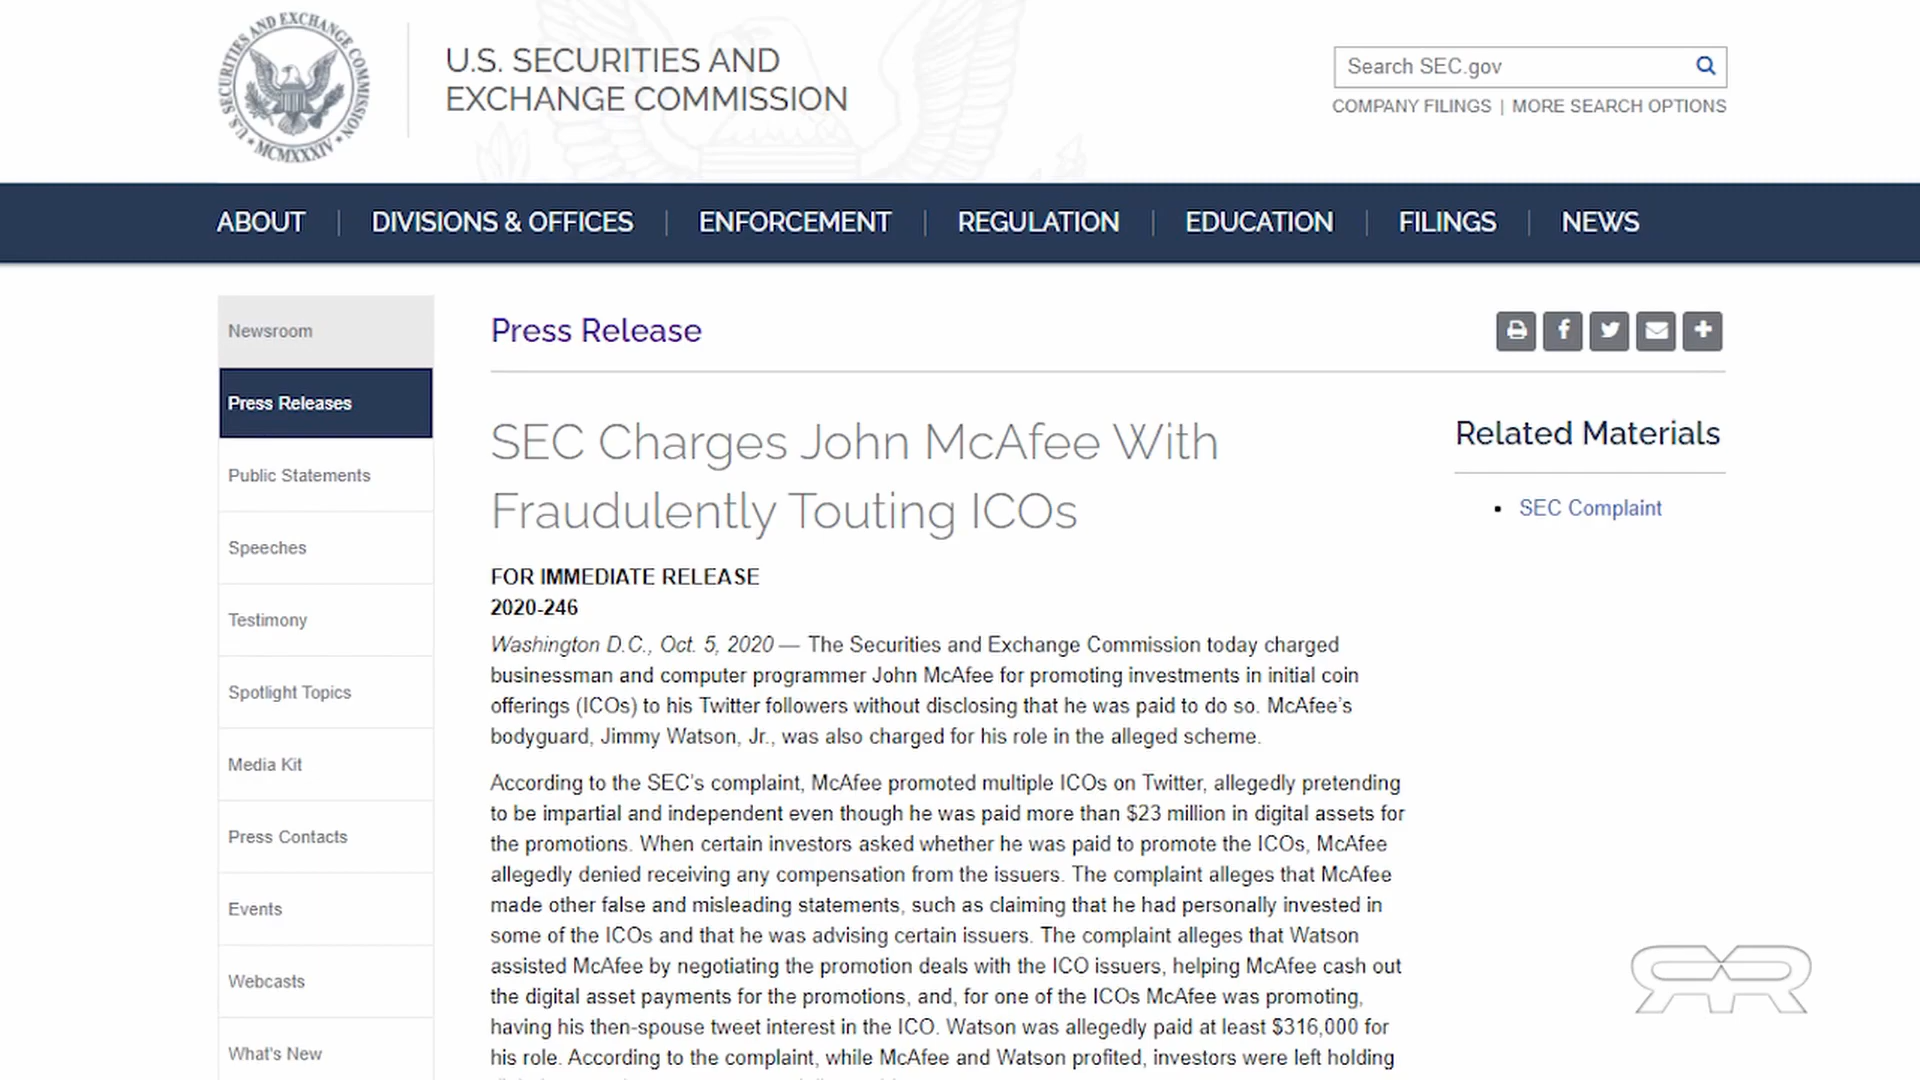 U.S. SECURITIES AND EXCHANGE COMMISSION
MCMXXXIV
U.S. SECURITIES AND
EXCHANGE COMMISSION
Search SEC.gov
COMPANY FILINGS | MORE SEARCH OPTIONS
ABOUT | DIVISIONS & OFFICES | ENFORCEMENT | REGULATION | EDUCATION | FILINGS | NEWS
Newsroom
Press Releases
Public Statements
Speeches
Testimony
Spotlight Topics
Media Kit
Press Contacts
Events
Webcasts
What's New
Press Release
SEC Charges John McAfee With
Fraudulently Touting ICOs
FOR IMMEDIATE RELEASE
2020-246
Washington D.C., Oct. 5, 2020 — The Securities and Exchange Commission today charged
businessman and computer programmer John McAfee for promoting investments in initial coin
offerings (ICOs) to his Twitter followers without disclosing that he was paid to do so. McAfee’s
bodyguard, Jimmy Watson, Jr., was also charged for his role in the alleged scheme.
According to the SEC’s complaint, McAfee promoted multiple ICOs on Twitter, allegedly pretending
to be impartial and independent even though he was paid more than $23 million in digital assets for
the promotions. When certain investors asked whether he was paid to promote the ICOs, McAfee
allegedly denied receiving any compensation from the issuers. The complaint alleges that McAfee
made other false and misleading statements, such as claiming that he had personally invested in
some of the ICOs and that he was advising certain issuers. The complaint alleges that Watson
assisted McAfee by negotiating the promotion deals with the ICO issuers, helping McAfee cash out
the digital asset payments for the promotions, and, for one of the ICOs McAfee was promoting,
having his then-spouse tweet interest in the ICO. Watson was allegedly paid at least $316,000 for
his role. According to the complaint, while McAfee and Watson profited, investors were left holding
Related Materials
• SEC Complaint